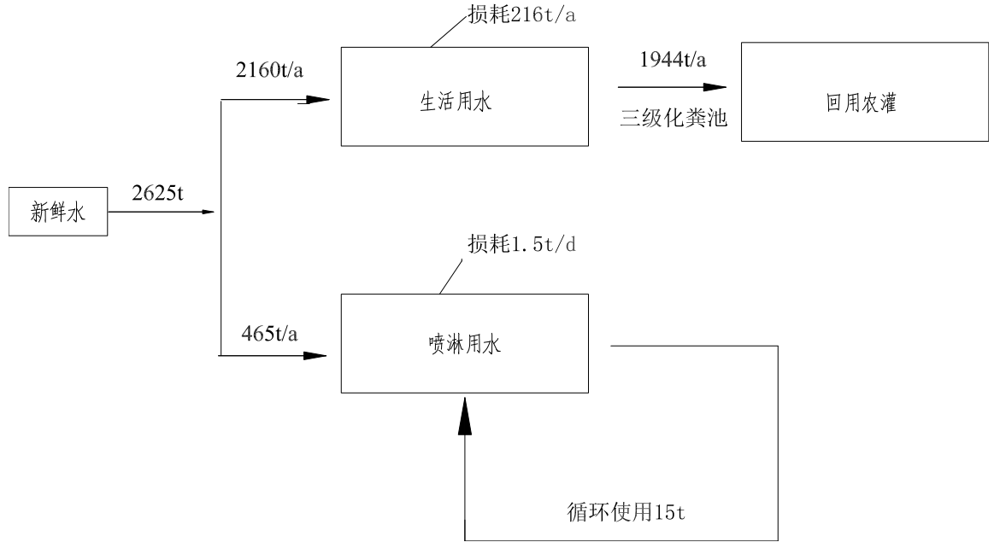 损耗216t/a
2160t/a
生活用水
1944t/a
三级化粪池
回用农灌
新鲜水
2625t
损耗1.5t/d
465t/a
喷淋用水
循环使用15t